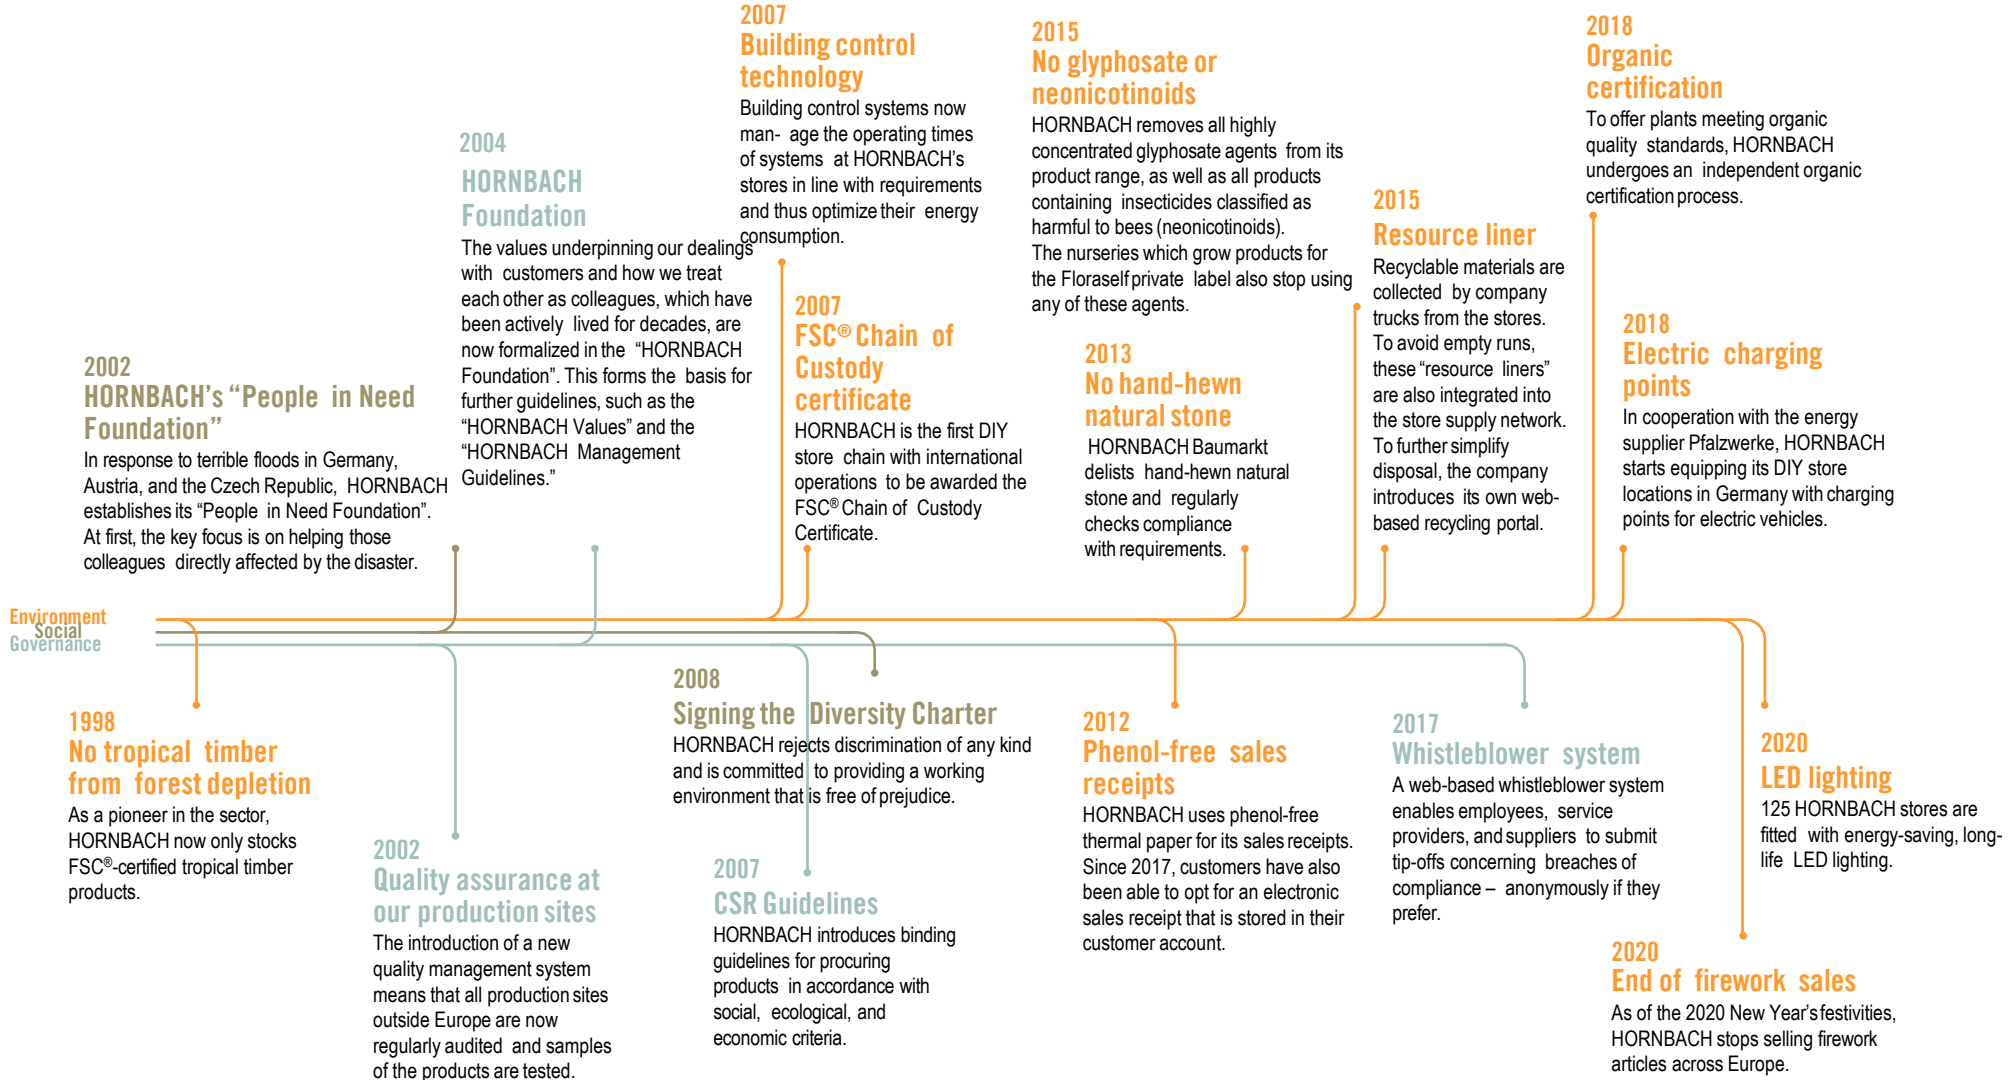 2007
Building control
technology
Building control systems now
man- age the operating times
of systems at HORNBACH's
stores in line with requirements
and thus optimize their energy
consumption.
2015
No glyphosate or
neonicotinoids
HORNBACH removes all highly
concentrated glyphosate agents from its
product range, as well as all products
containing insecticides classified as
harmful to bees (neonicotinoids).
The nurseries which grow products for
the Floraself private label also stop using
any of these agents.
2018
Organic
certification
To offer plants meeting organic
quality standards, HORNBACH
undergoes an independent organic
certification process.
2004
HORNBACH
Foundation
The values underpinning our dealings
with customers and how we treat
each other as colleagues, which have
been actively lived for decades, are
now formalized in the “HORNBACH
Foundation”. This forms the basis for
further guidelines, such as the
“HORNBACH Values” and the
“HORNBACH Management
Guidelines.”
2015
Resource liner
Recyclable materials are
collected by company
trucks from the stores.
To avoid empty runs,
these “resource liners”
are also integrated into
the store supply network.
To further simplify
disposal, the company
introduces its own web-
based recycling portal.
2007
FSC® Chain of
Custody
certificate
HORNBACH is the first DIY
store chain with international
operations to be awarded the
FSC® Chain of Custody
Certificate.
2013
No hand-hewn
natural stone
HORNBACH Baumarkt
delists hand-hewn natural
stone and regularly
checks compliance
with requirements.
2018
Electric charging
points
In cooperation with the energy
supplier Pfalzwerke, HORNBACH
starts equipping its DIY store
locations in Germany with charging
points for electric vehicles.
2002
HORNBACH's “People in Need
Foundation”
In response to terrible floods in Germany,
Austria, and the Czech Republic, HORNBACH
establishes its “People in Need Foundation”.
At first, the key focus is on helping those
colleagues directly affected by the disaster.
Environment
Social
Governance
1998
No tropical timber
from forest depletion
As a pioneer in the sector,
HORNBACH now only stocks
FSC®-certified tropical timber
products.
2002
Quality assurance at
our production sites
The introduction of a new
quality management system
means that all production sites
outside Europe are now
regularly audited and samples
of the products are tested.
2008
Signing the Diversity Charter
HORNBACH rejects discrimination of any kind
and is committed to providing a working
environment that is free of prejudice.
2007
CSR Guidelines
HORNBACH introduces binding
guidelines for procuring
products in accordance with
social, ecological, and
economic criteria.
2012
Phenol-free sales
receipts
HORNBACH uses phenol-free
thermal paper for its sales receipts.
Since 2017, customers have also
been able to opt for an electronic
sales receipt that is stored in their
customer account.
2017
Whistleblower system
A web-based whistleblower system
enables employees, service
providers, and suppliers to submit
tip-offs concerning breaches of
compliance – anonymously if they
prefer.
2020
LED lighting
125 HORNBACH stores are
fitted with energy-saving, long-
life LED lighting.
2020
End of firework sales
As of the 2020 New Year's festivities,
HORNBACH stops selling firework
articles across Europe.